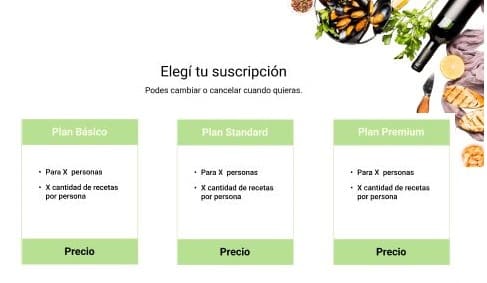 Elegí tu suscripción
Podes cambiar o cancelar cuando quieras.
Plan Básico
• Para X personas
• X cantidad de recetas
por persona
Precio
Plan Standard
• Para X personas
• X cantidad de recetas
por persona
Precio
Plan Premium
• Para X personas
• X cantidad de recetas
por persona
Precio